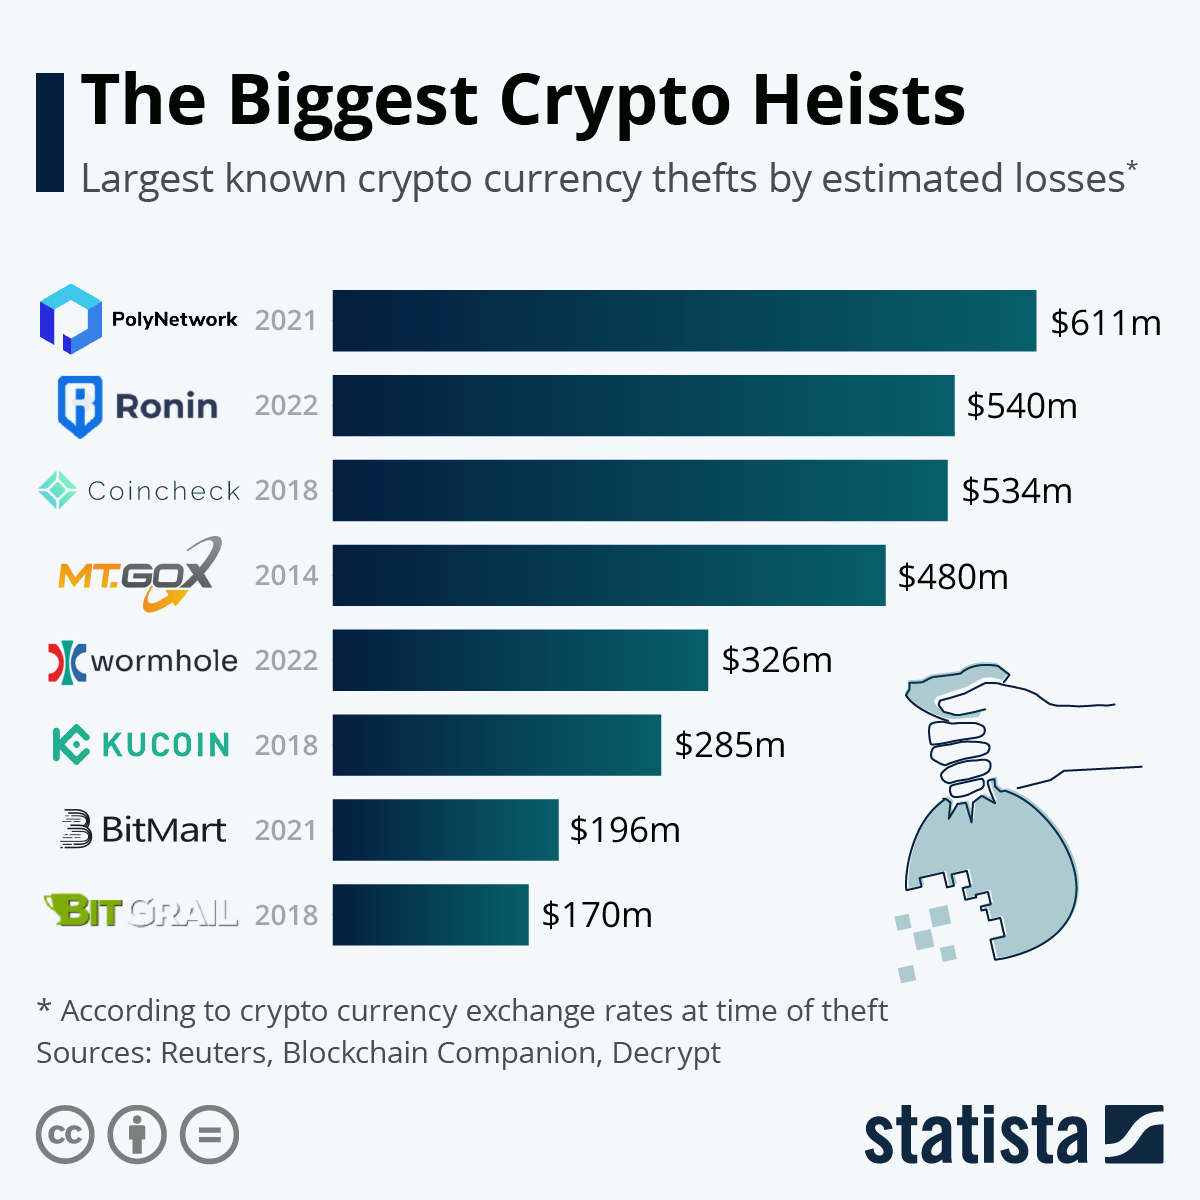 The Biggest Crypto Heists
Largest known crypto currency thefts by estimated losses*
PolyNetwork 2021 $611m
Ronin 2022 $540m
Coincheck 2018 $534m
MT.GOX 2014 $480m
wormhole 2022 $326m
KUCOIN 2018 $285m
BitMart 2021 $196m
BITGRAIL 2018 $170m
* According to crypto currency exchange rates at time of theft
Sources: Reuters, Blockchain Companion, Decrypt
cc
statista